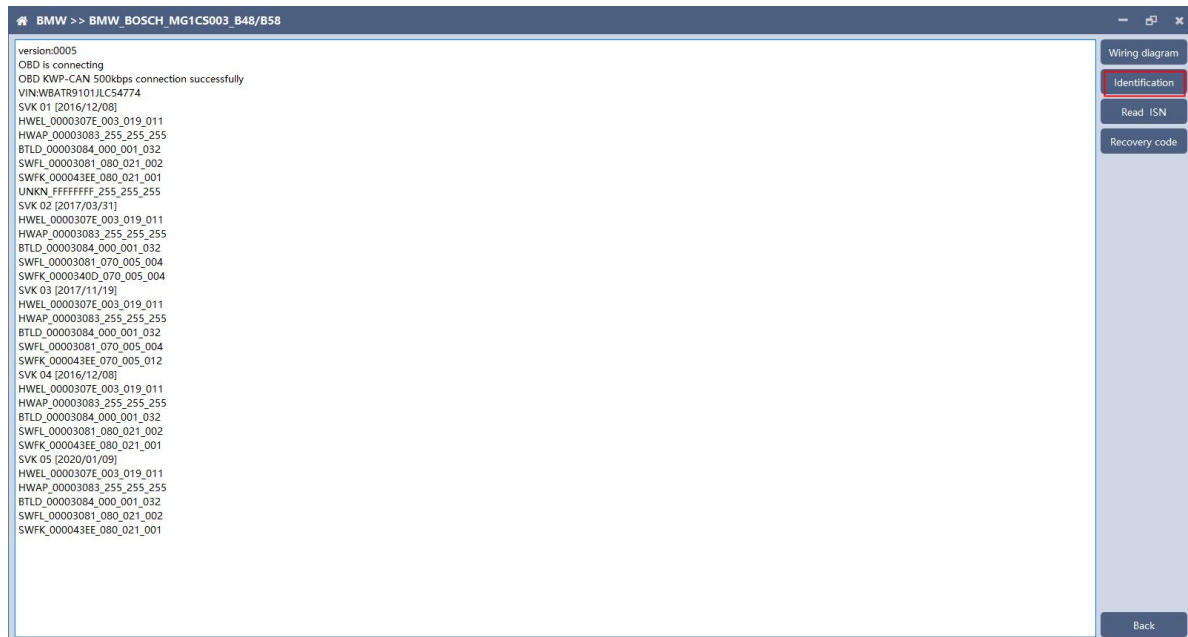 BMW >> BMW_BOSCH_MG1CS003_B48/B58
version:0005
OBD is connecting
OBD KWP-CAN 500kbps connection successfully
VIN:WBATR9101JLC54774
SVK 01 [2016/12/08]
HWEL_0000307E_003_019_011
HWAP_00003083_255_255_255
BTLD_00003084_000_001_032
SWFL_00003081_080_021_002
SWFK_000043EE_080_021_001
UNKN_FFFFFFFF_255_255_255
SVK 02 [2017/03/31]
HWEL_0000307E_003_019_011
HWAP_00003083_255_255_255
BTLD_00003084_000_001_032
SWFL_00003081_070_005_004
SWFK_0000340D_070_005_004
SVK 03 [2017/11/19]
HWEL_0000307E_003_019_011
HWAP_00003083_255_255_255
BTLD_00003084_000_001_032
SWFL_00003081_070_005_004
SWFK_000043EE_070_005_012
SVK 04 [2016/12/08]
HWEL_0000307E_003_019_011
HWAP_00003083_255_255_255
BTLD_00003084_000_001_032
SWFL_00003081_080_021_002
SWFK_000043EE_080_021_001
SVK 05 [2020/01/09]
HWEL_0000307E_003_019_011
HWAP_00003083_255_255_255
BTLD_00003084_000_001_032
SWFL_00003081_080_021_002
SWFK_000043EE_080_021_001
Wiring diagram
Identification
Read ISN
Recovery code
Back